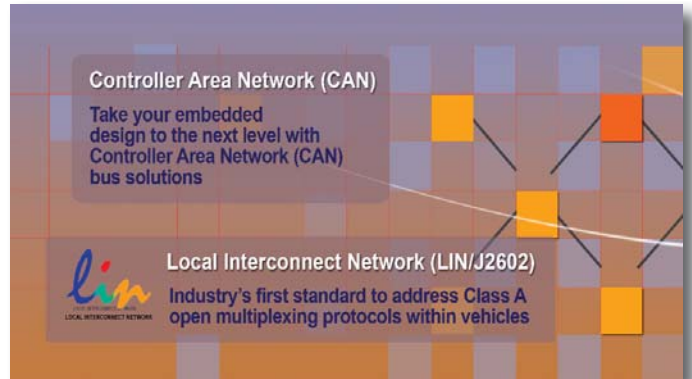 Controller Area Network (CAN)
Take your embedded
design to the next level with
Controller Area Network (CAN)
bus solutions
Local Interconnect Network (LIN/J2602)
Industry's first standard to address Class A
open multiplexing protocols within vehicles
lin
LOCAL INTERCONNECT NETWORK